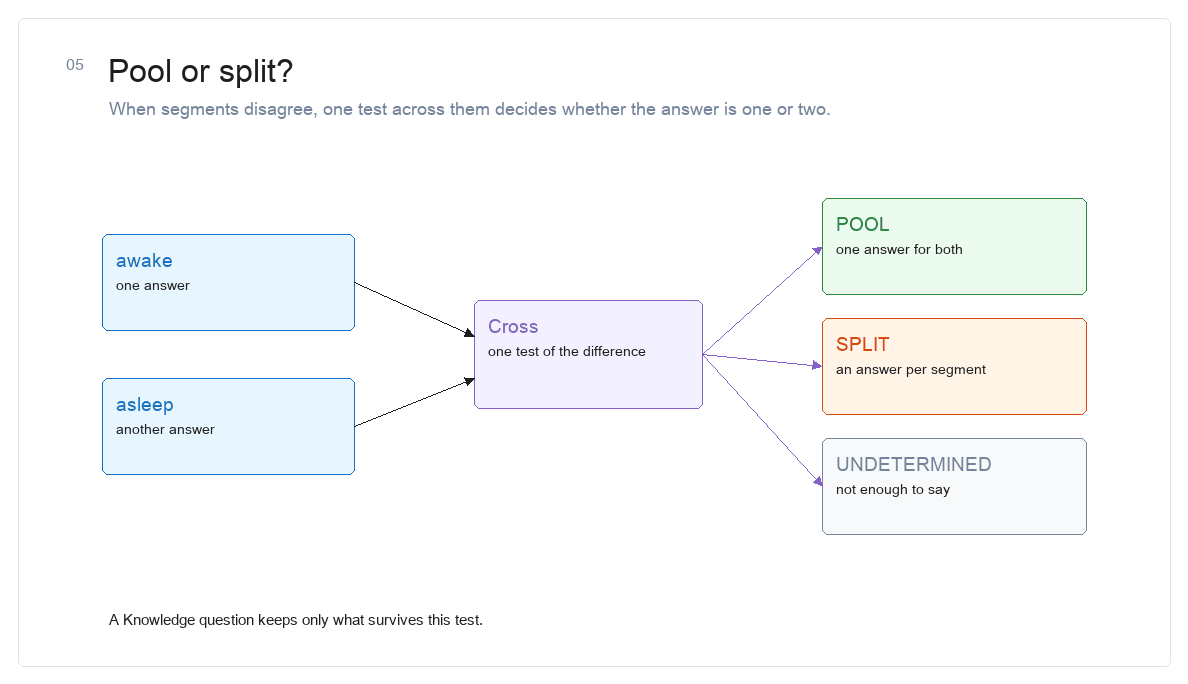 05
Pool or split?
When segments disagree, one test across them decides whether the answer is one or two.
awake
one answer
asleep
another answer
Cross
one test of the difference
POOL
one answer for both
SPLIT
an answer per segment
UNDETERMINED
not enough to say
A Knowledge question keeps only what survives this test.